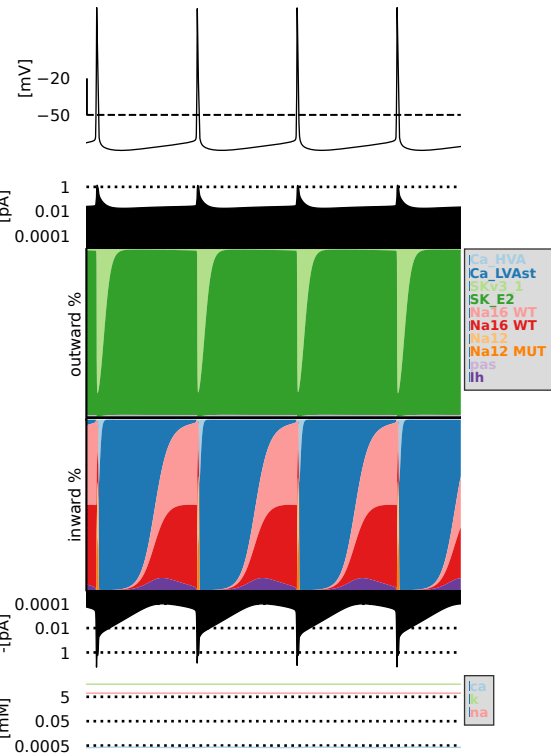 [mV]
−20
−50
[pA]
1
0.01
0.0001
outward %
Ca_HVA
Ca_LVAst
SKv3_1
SK_E2
Na16 WT
Na16 WT
Na12
Na12 MUT
pas
Ih
inward %
-[pA]
0.0001
0.01
1
[mM]
5
0.05
0.0005
ca
k
na